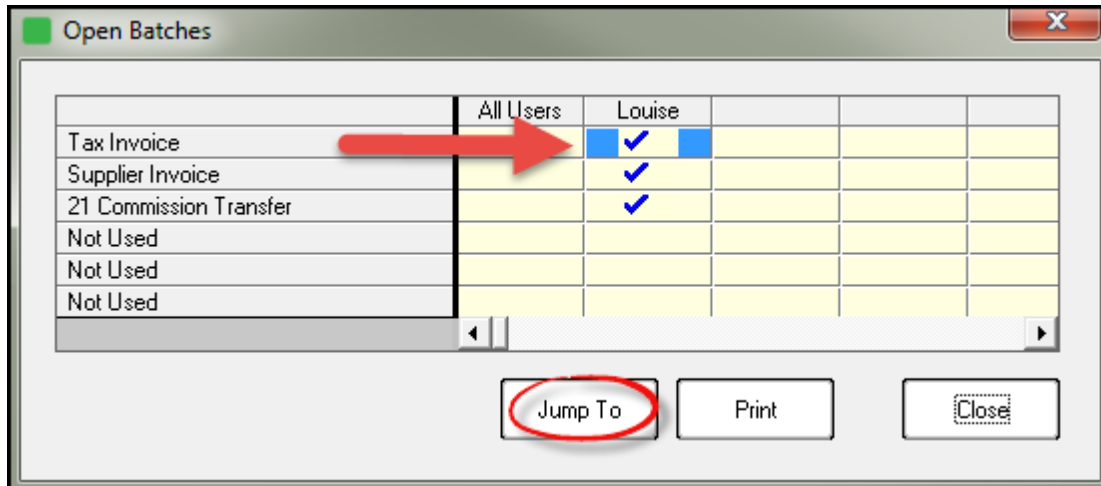 Open Batches
All Users Louise
Tax Invoice
Supplier Invoice
21 Commission Transfer
Not Used
Not Used
Not Used
Jump To Print Close